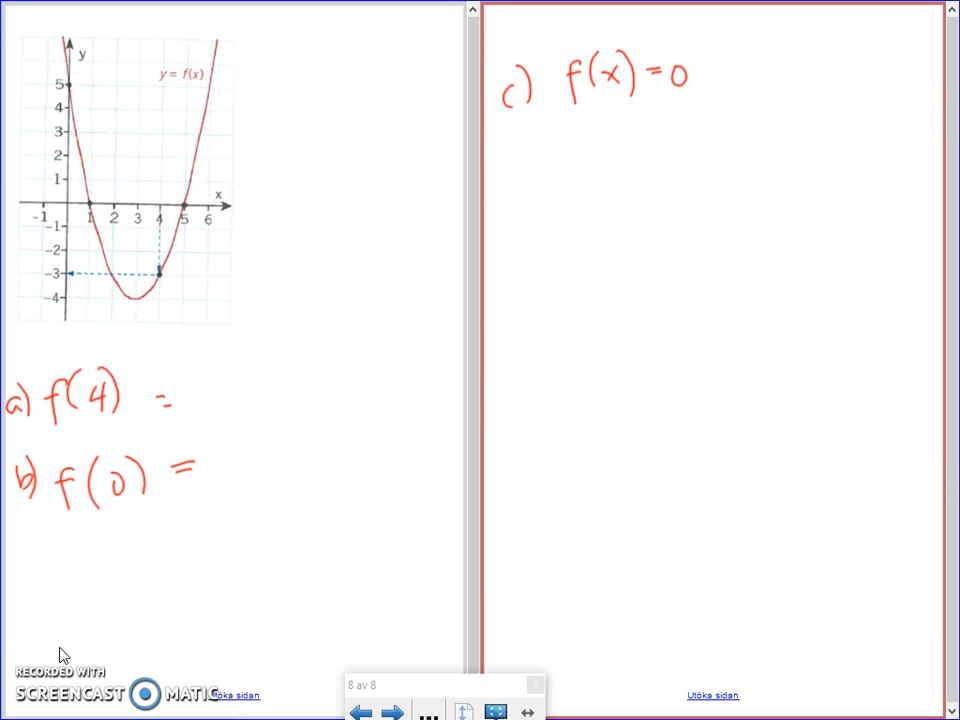 y
y = f(x)
5
4
3
2
1
x
-1 1 2 3 4 5 6
-1
-2
-3
-4
a) f(4) =
b) f(0) =
RECORDED WITH
SCREENCAST MATIC
Utöka sidan
8 av 8
c) f(x) = 0
Utöka sidan